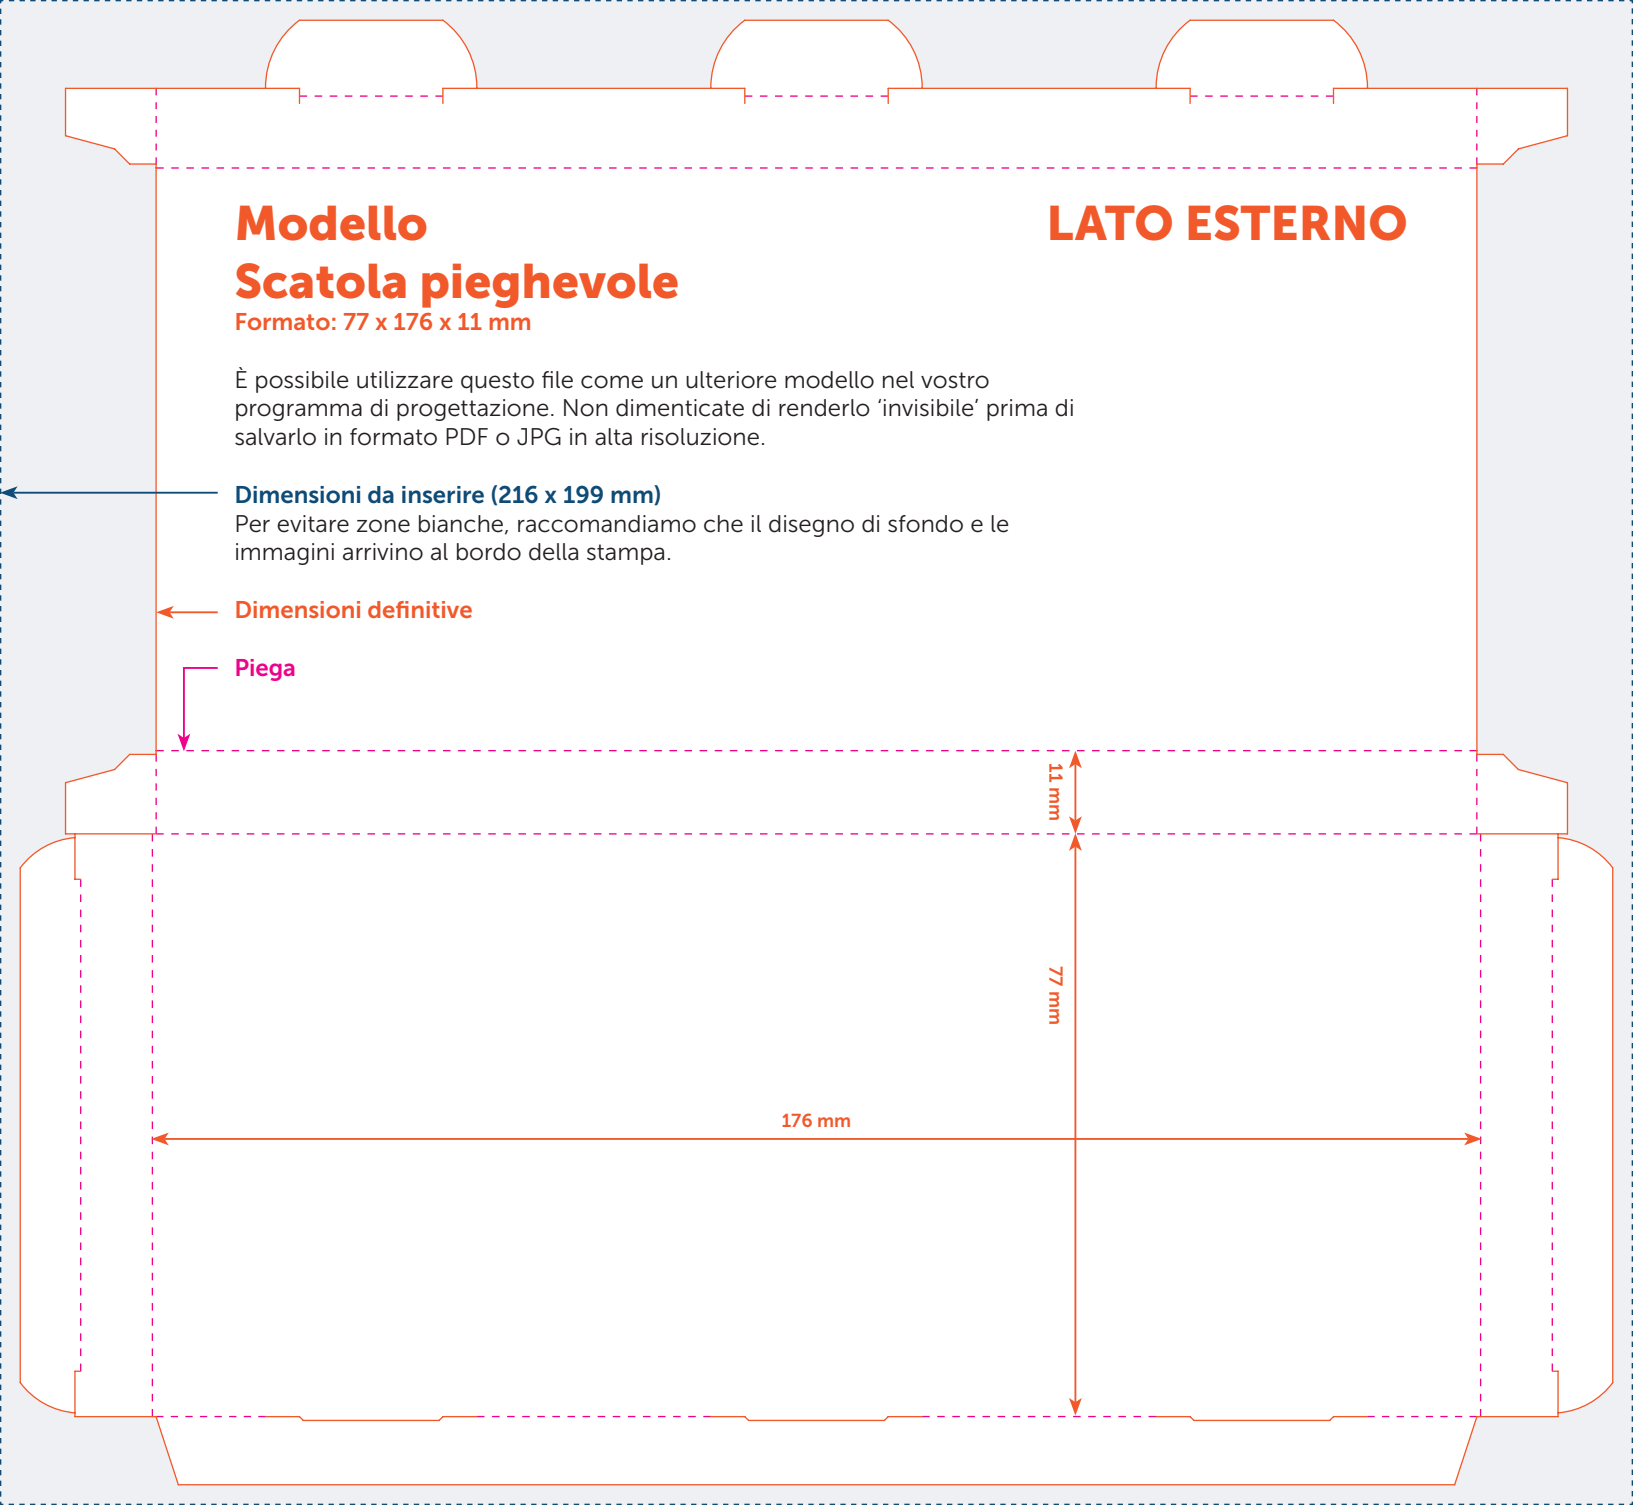 Modello
LATO ESTERNO
Scatola pieghevole
Formato: 77 x 176 x 11 mm
È possibile utilizzare questo file come un ulteriore modello nel vostro
programma di progettazione. Non dimenticate di renderlo ‘invisibile’ prima di
salvarlo in formato PDF o JPG in alta risoluzione.
Dimensioni da inserire (216 x 199 mm)
Per evitare zone bianche, raccomandiamo che il disegno di sfondo e le
immagini arrivino al bordo della stampa.
Dimensioni definitive
Piega
11 mm
77 mm
176 mm